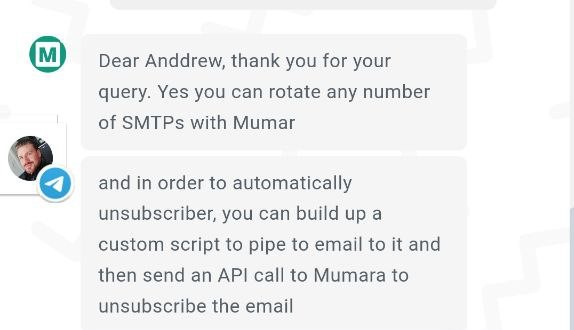 M
Dear Anddrew, thank you for your
query. Yes you can rotate any number
of SMTPs with Mumar
and in order to automatically
unsubscriber, you can build up a
custom script to pipe to email to it and
then send an API call to Mumara to
unsubscribe the email